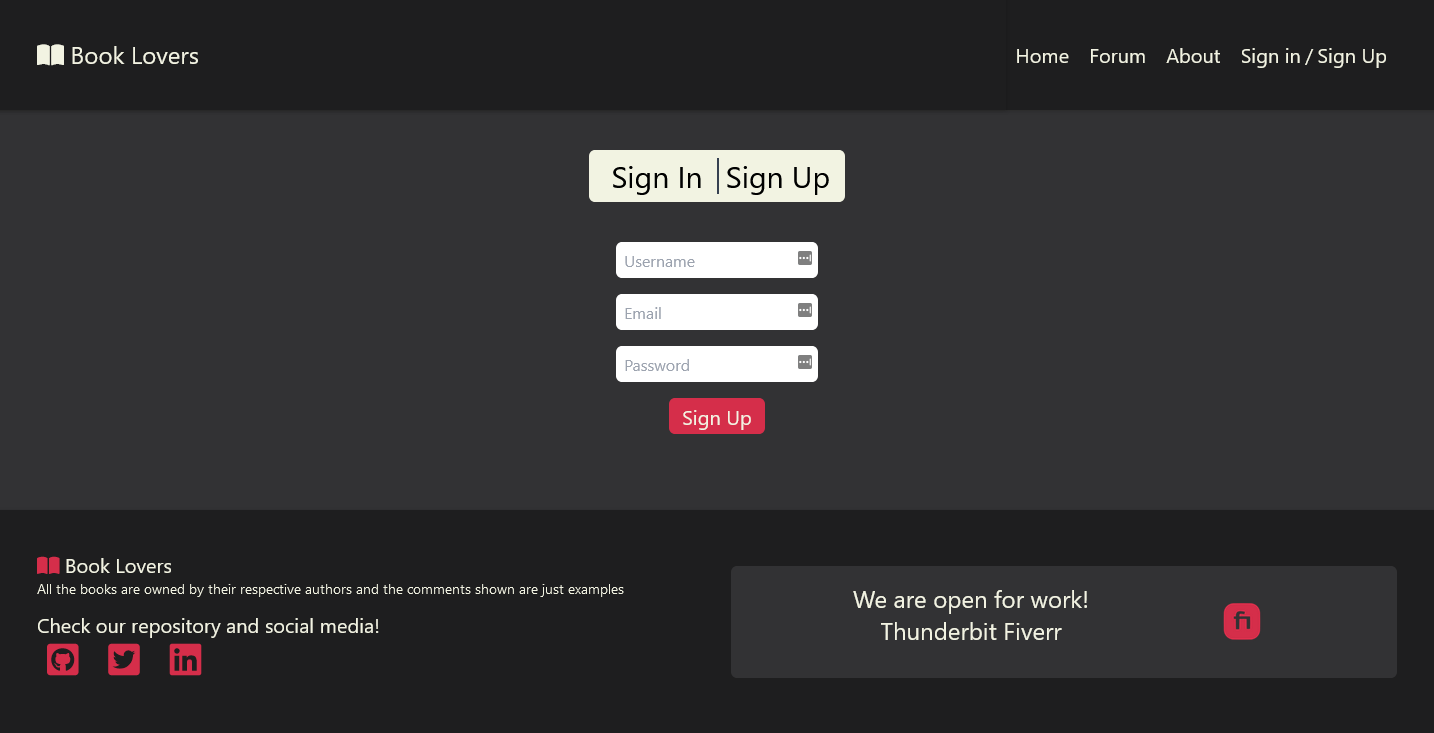 Book Lovers
Home Forum About Sign in / Sign Up
Sign In Sign Up
Username
Email
Password
Sign Up
Book Lovers
All the books are owned by their respective authors and the comments shown are just examples
Check our repository and social media!
in
We are open for work!
Thunderbit Fiverr
fi